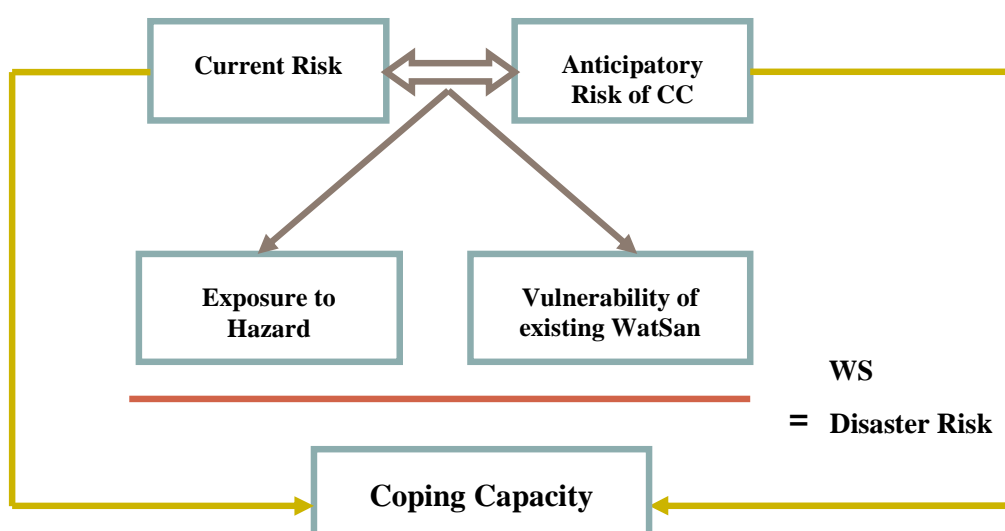 Current Risk
Anticipatory
Risk of CC
Exposure to
Hazard
Vulnerability of
existing WatSan
WS
= Disaster Risk
Coping Capacity